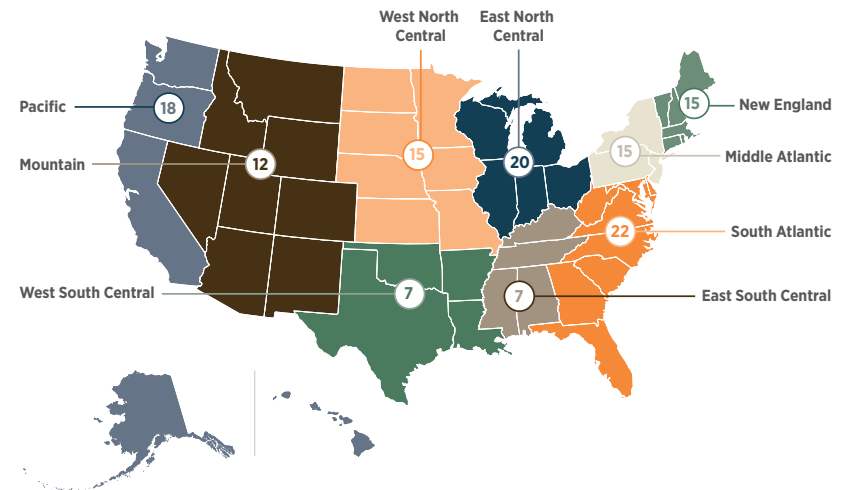 West North
Central
East North
Central
Pacific
18
15
New England
Mountain
12
15
20
15
Middle Atlantic
22
South Atlantic
West South Central
7
7
East South Central